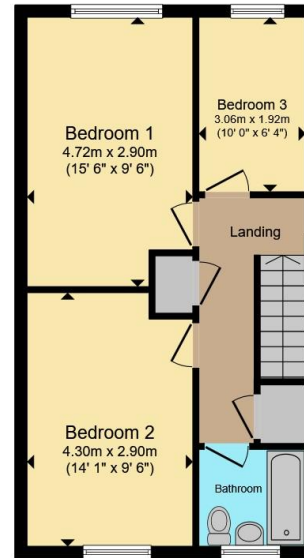 Bedroom 1
4.72m x 2.90m
(15' 6" x 9' 6")
Bedroom 3
3.06m x 1.92m
(10' 0" x 6' 4")
Landing
Bedroom 2
4.30m x 2.90m
(14' 1" x 9' 6")
Bathroom